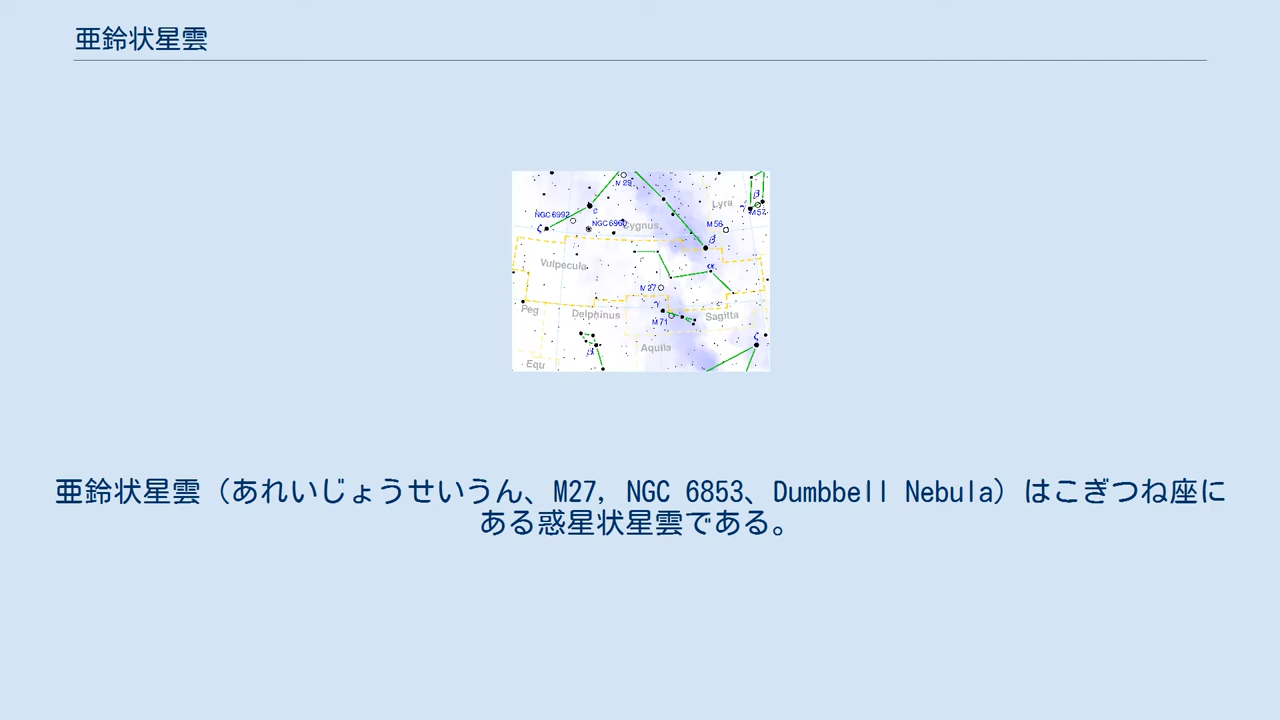 亜鈴状星雲
M 29
NGC 6992
ε
NGC 6960
ζ
Cygnus
Lyra
β
γ
M 57
M 56
β
Vulpecula
α
M 27
Peg
Delphinus
γ
M 71
Sagitta
β
Aquila
ζ
Equ
亜鈴状星雲（あれいじょうせいうん、M27, NGC 6853、Dumbbell Nebula）はこぎつね座に
ある惑星状星雲である。